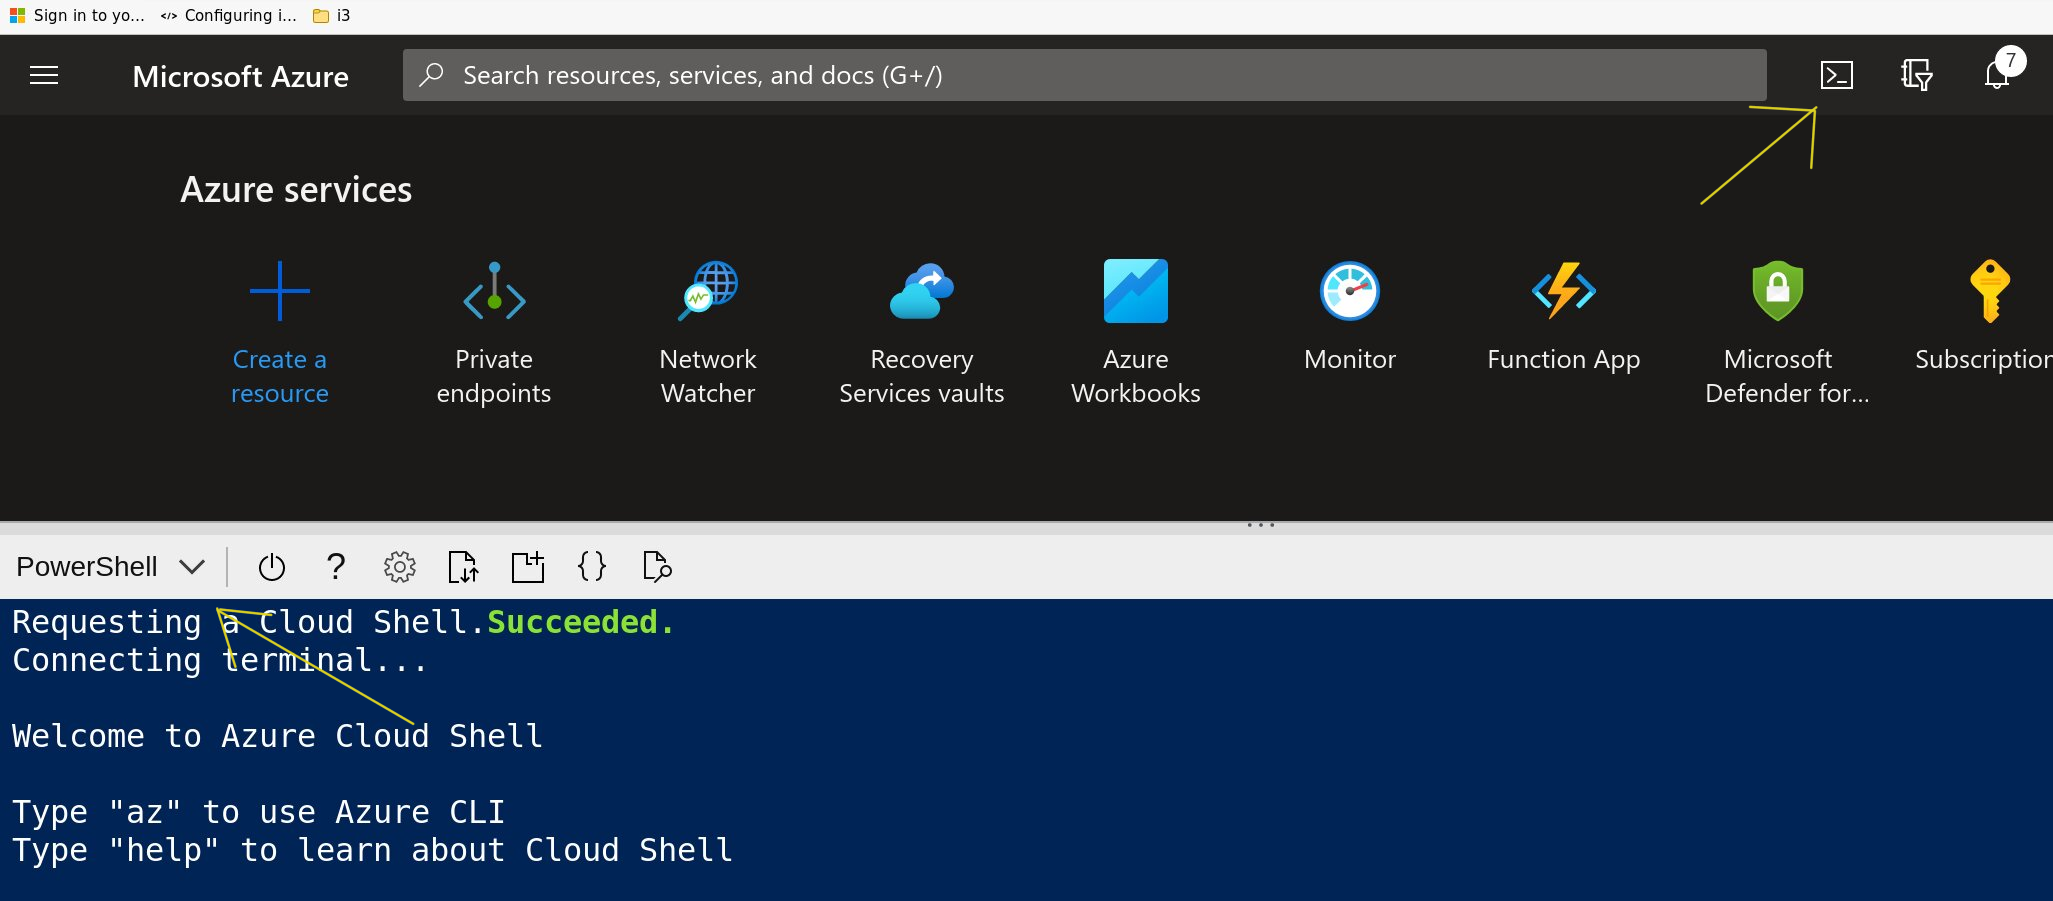 Sign in to yo... Configuring i... i3
Microsoft Azure
Search resources, services, and docs (G+/)
7
Azure services
Create a
resource
Private
endpoints
Network
Watcher
Recovery
Services vaults
Azure
Workbooks
Monitor
Function App
Microsoft
Defender for...
Subscription
PowerShell
Requesting a Cloud Shell.Succeeded.
Connecting terminal...
Welcome to Azure Cloud Shell
Type "az" to use Azure CLI
Type "help" to learn about Cloud Shell